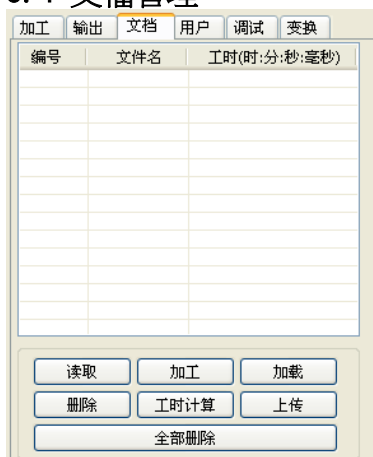 加工 输出 文档 用户 调试 变换
编号 文件名 工时(时:分:秒:毫秒)
读取 加工 加载
删除 工时计算 上传
全部删除